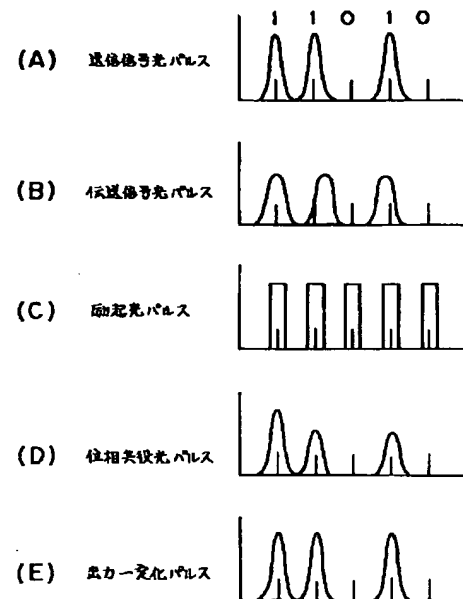 1 1 0 1 0
(A) 送信信号光パルス
(B) 伝送信号光パルス
(C) 励起光パルス
(D) 位相共役光パルス
(E) 出力一定化パルス